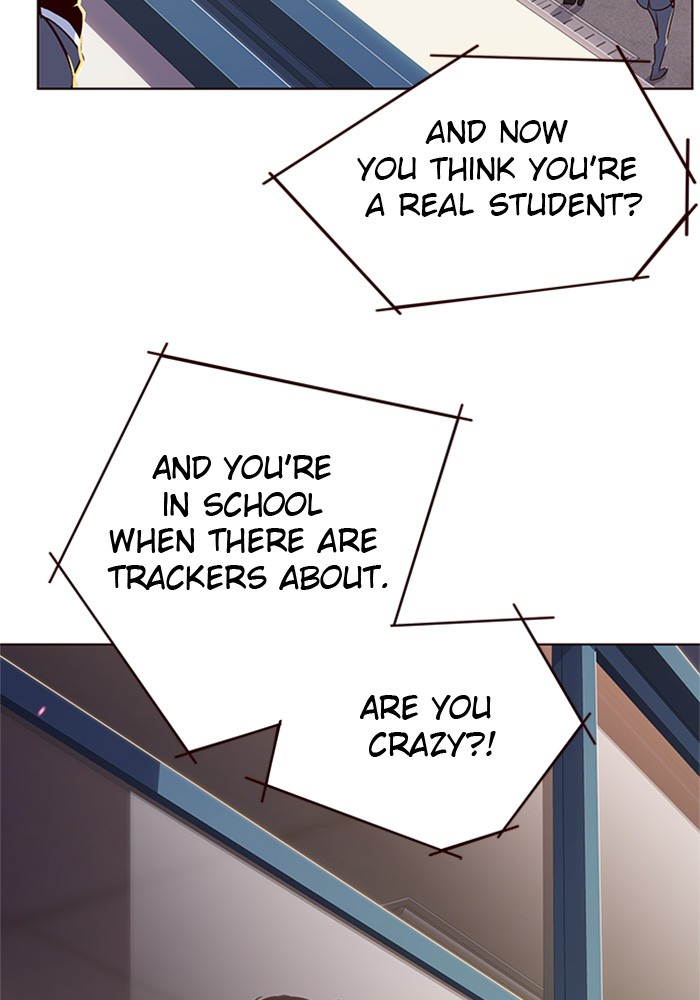 AND NOW
YOU THINK YOU'RE
A REAL STUDENT?
AND YOU'RE
IN SCHOOL
WHEN THERE ARE
TRACKERS ABOUT.
ARE YOU
CRAZY?!